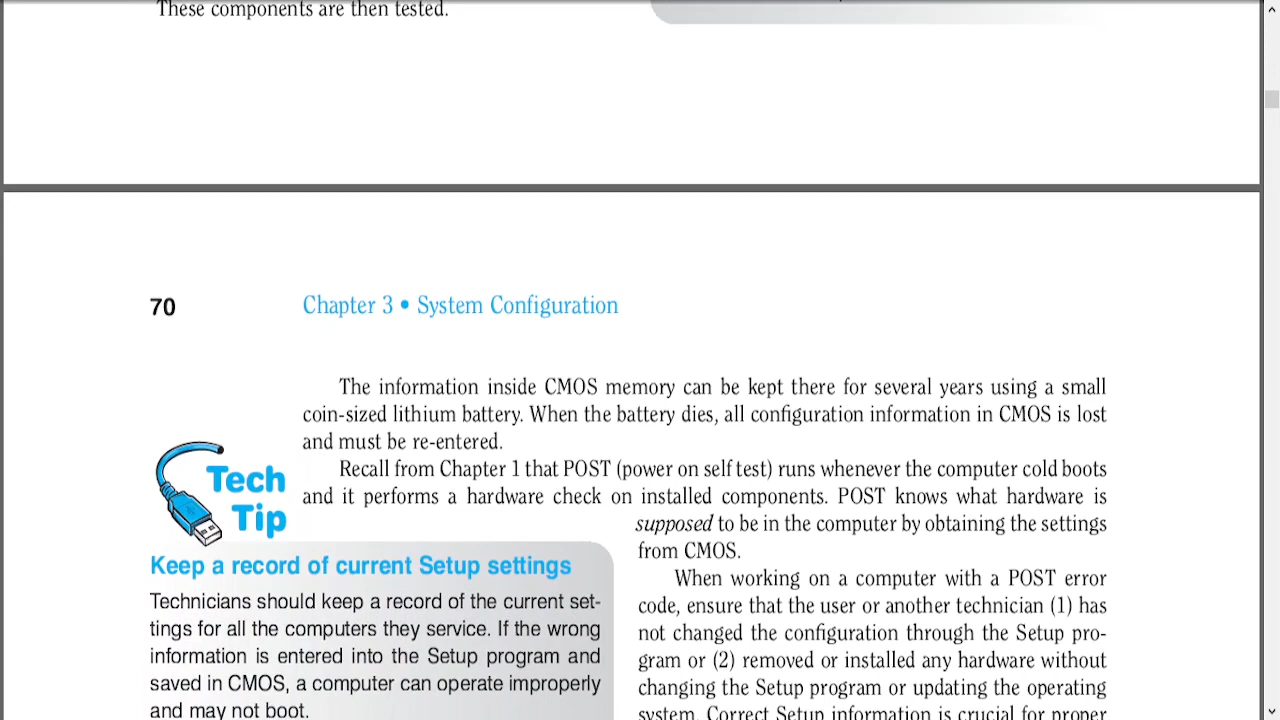 These components are then tested.
70
Chapter 3 • System Configuration
The information inside CMOS memory can be kept there for several years using a small
coin-sized lithium battery. When the battery dies, all configuration information in CMOS is lost
and must be re-entered.
Recall from Chapter 1 that POST (power on self test) runs whenever the computer cold boots
and it performs a hardware check on installed components. POST knows what hardware is
supposed to be in the computer by obtaining the settings
from CMOS.
When working on a computer with a POST error
code, ensure that the user or another technician (1) has
not changed the configuration through the Setup pro-
gram or (2) removed or installed any hardware without
changing the Setup program or updating the operating
system. Correct Setup information is crucial for proper
Tech
Tip
Keep a record of current Setup settings
Technicians should keep a record of the current set-
tings for all the computers they service. If the wrong
information is entered into the Setup program and
saved in CMOS, a computer can operate improperly
and may not boot.